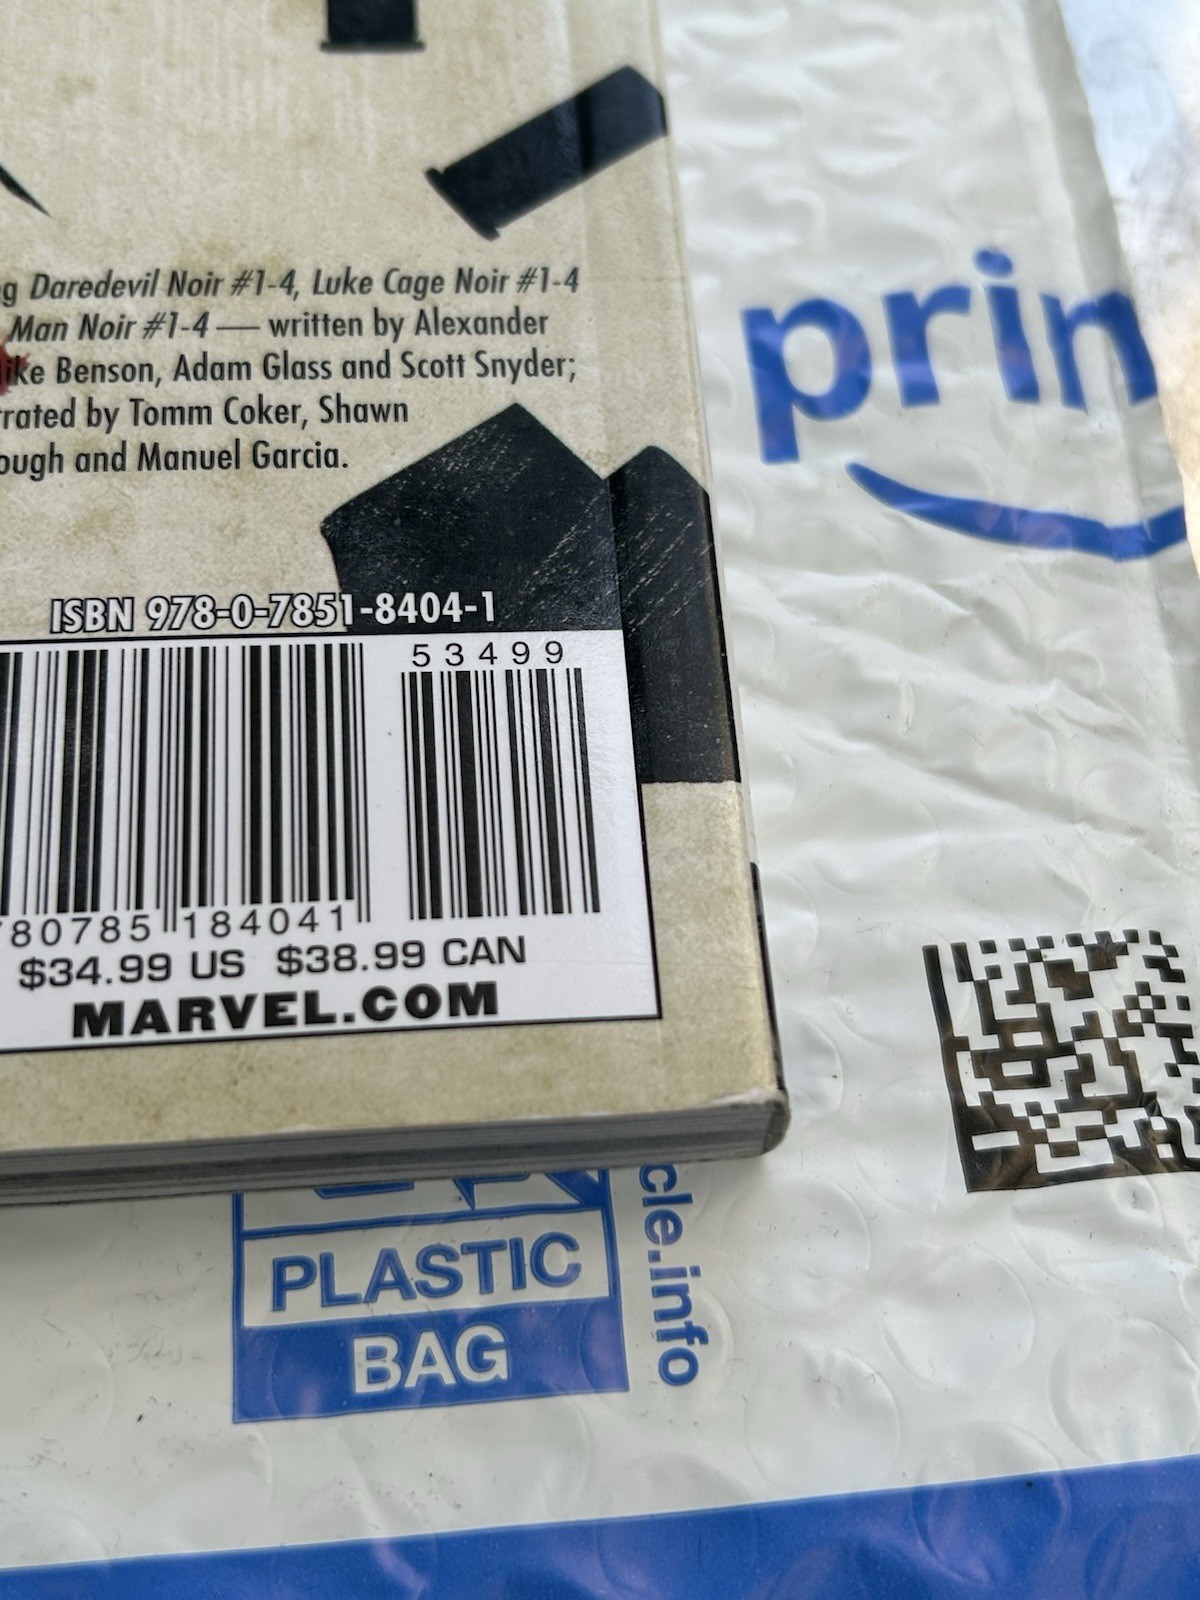 g Daredevil Noir #1-4, Luke Cage Noir #1-4
Man Noir #1-4 — written by Alexander
ike Benson, Adam Glass and Scott Snyder;
trated by Tomm Coker, Shawn
ough and Manuel Garcia.
ISBN 978-0-7851-8404-1
53499
780785 184041
$34.99 US $38.99 CAN
MARVEL.COM
prim
PLASTIC
BAG
cle.info